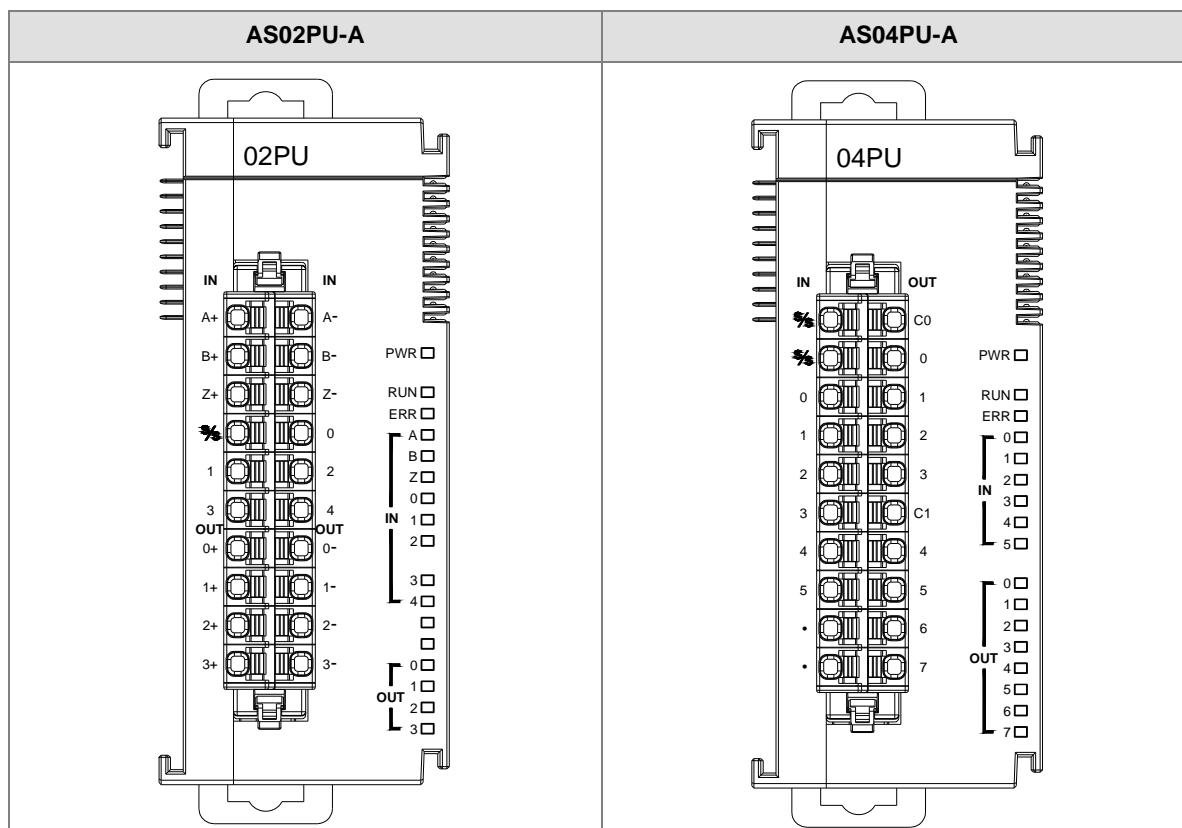 AS02PU-A AS04PU-A
02PU
IN IN
A+ A-
B+ B-
PWR
Z+ Z-
RUN
ERR
S/S 0
A
B
1 2
Z
0
3 4
IN
1
OUT OUT
2
0+ 0-
3
1+ 1-
4
2+ 2-
3+ 3-
0
1
OUT
2
3
04PU
IN OUT
S/S C0
S/S 0
PWR
0 1
RUN
ERR
1 2
0
1
2 3
2
IN
3
3 C1
4
4 4
5
5 5
0
1
• 6
2
3
• 7
OUT
4
5
6
7